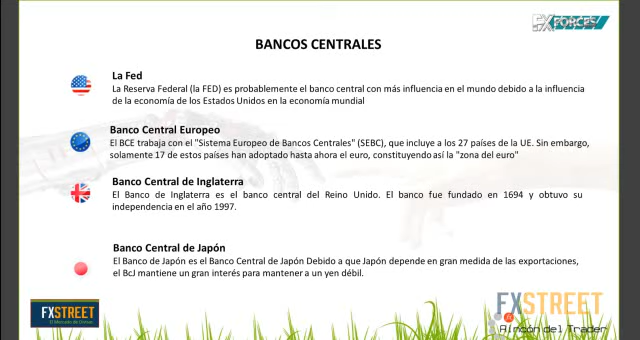 FXFORCES
BANCOS CENTRALES
La Fed
La Reserva Federal (la FED) es probablemente el banco central con más influencia en el mundo debido a la influencia
de la economía de los Estados Unidos en la economía mundial
Banco Central Europeo
El BCE trabaja con el "Sistema Europeo de Bancos Centrales" (SEBC), que incluye a los 27 países de la UE. Sin embargo,
solamente 17 de estos países han adoptado hasta ahora el euro, constituyendo así la "zona del euro"
Banco Central de Inglaterra
El Banco de Inglaterra es el banco central del Reino Unido. El banco fue fundado en 1694 y obtuvo su
independencia en el año 1997.
Banco Central de Japón
El Banco de Japón es el Banco Central de Japón Debido a que Japón depende en gran medida de las exportaciones,
el BcJ mantiene un gran interés para mantener a un yen débil.
FXSTREET
El Mercado de Divisas
FXSTREET
Rincón del Trader